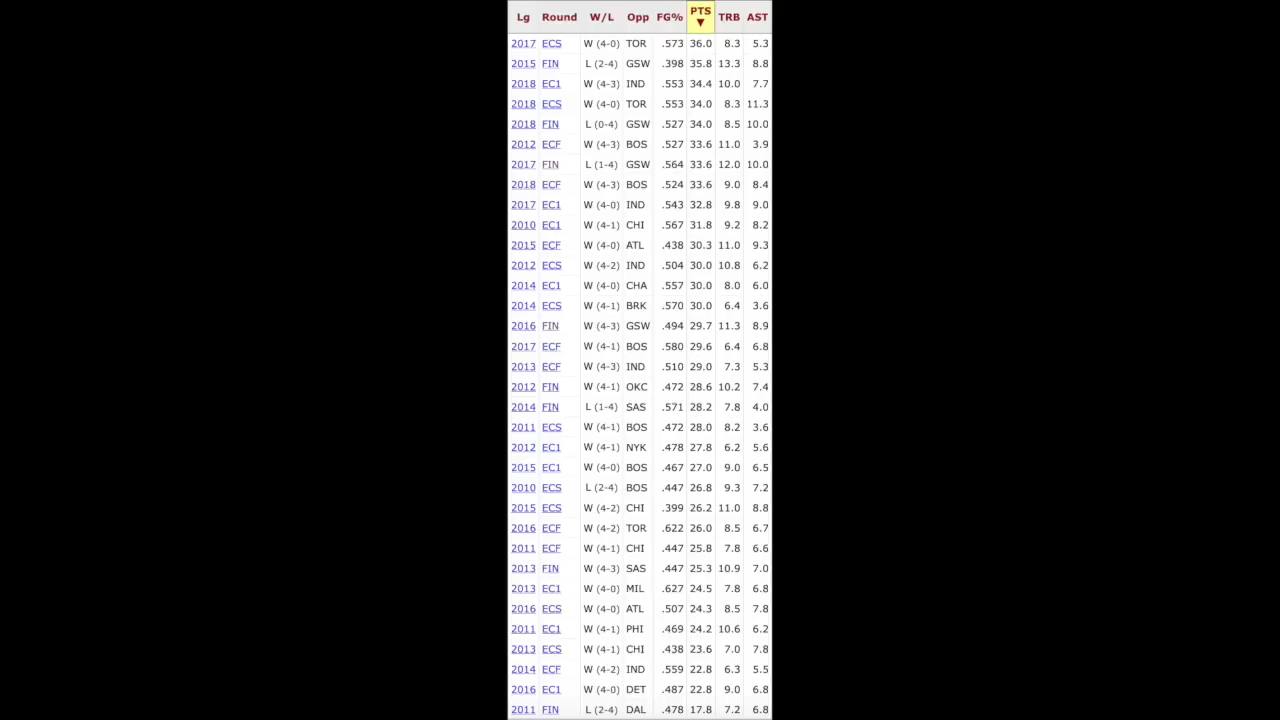 Lg Round W/L Opp FG% PTS ▼ TRB AST
2017 ECS W (4-0) TOR .573 36.0 8.3 5.3
2015 FIN L (2-4) GSW .398 35.8 13.3 8.8
2018 EC1 W (4-3) IND .553 34.4 10.0 7.7
2018 ECS W (4-0) TOR .553 34.0 8.3 11.3
2018 FIN L (0-4) GSW .527 34.0 8.5 10.0
2012 ECF W (4-3) BOS .527 33.6 11.0 3.9
2017 FIN L (1-4) GSW .564 33.6 12.0 10.0
2018 ECF W (4-3) BOS .524 33.6 9.0 8.4
2017 EC1 W (4-0) IND .543 32.8 9.8 9.0
2010 EC1 W (4-1) CHI .567 31.8 9.2 8.2
2015 ECF W (4-0) ATL .438 30.3 11.0 9.3
2012 ECS W (4-2) IND .504 30.0 10.8 6.2
2014 EC1 W (4-0) CHA .557 30.0 8.0 6.0
2014 ECS W (4-1) BRK .570 30.0 6.4 3.6
2016 FIN W (4-3) GSW .494 29.7 11.3 8.9
2017 ECF W (4-1) BOS .580 29.6 6.4 6.8
2013 ECF W (4-3) IND .510 29.0 7.3 5.3
2012 FIN W (4-1) OKC .472 28.6 10.2 7.4
2014 FIN L (1-4) SAS .571 28.2 7.8 4.0
2011 ECS W (4-1) BOS .472 28.0 8.2 3.6
2012 EC1 W (4-1) NYK .478 27.8 6.2 5.6
2015 EC1 W (4-0) BOS .467 27.0 9.0 6.5
2010 ECS L (2-4) BOS .447 26.8 9.3 7.2
2015 ECS W (4-2) CHI .399 26.2 11.0 8.8
2016 ECF W (4-2) TOR .622 26.0 8.5 6.7
2011 ECF W (4-1) CHI .447 25.8 7.8 6.6
2013 FIN W (4-3) SAS .447 25.3 10.9 7.0
2013 EC1 W (4-0) MIL .627 24.5 7.8 6.8
2016 ECS W (4-0) ATL .507 24.3 8.5 7.8
2011 EC1 W (4-1) PHI .469 24.2 10.6 6.2
2013 ECS W (4-1) CHI .438 23.6 7.0 7.8
2014 ECF W (4-2) IND .559 22.8 6.3 5.5
2016 EC1 W (4-0) DET .487 22.8 9.0 6.8
2011 FIN L (2-4) DAL .478 17.8 7.2 6.8